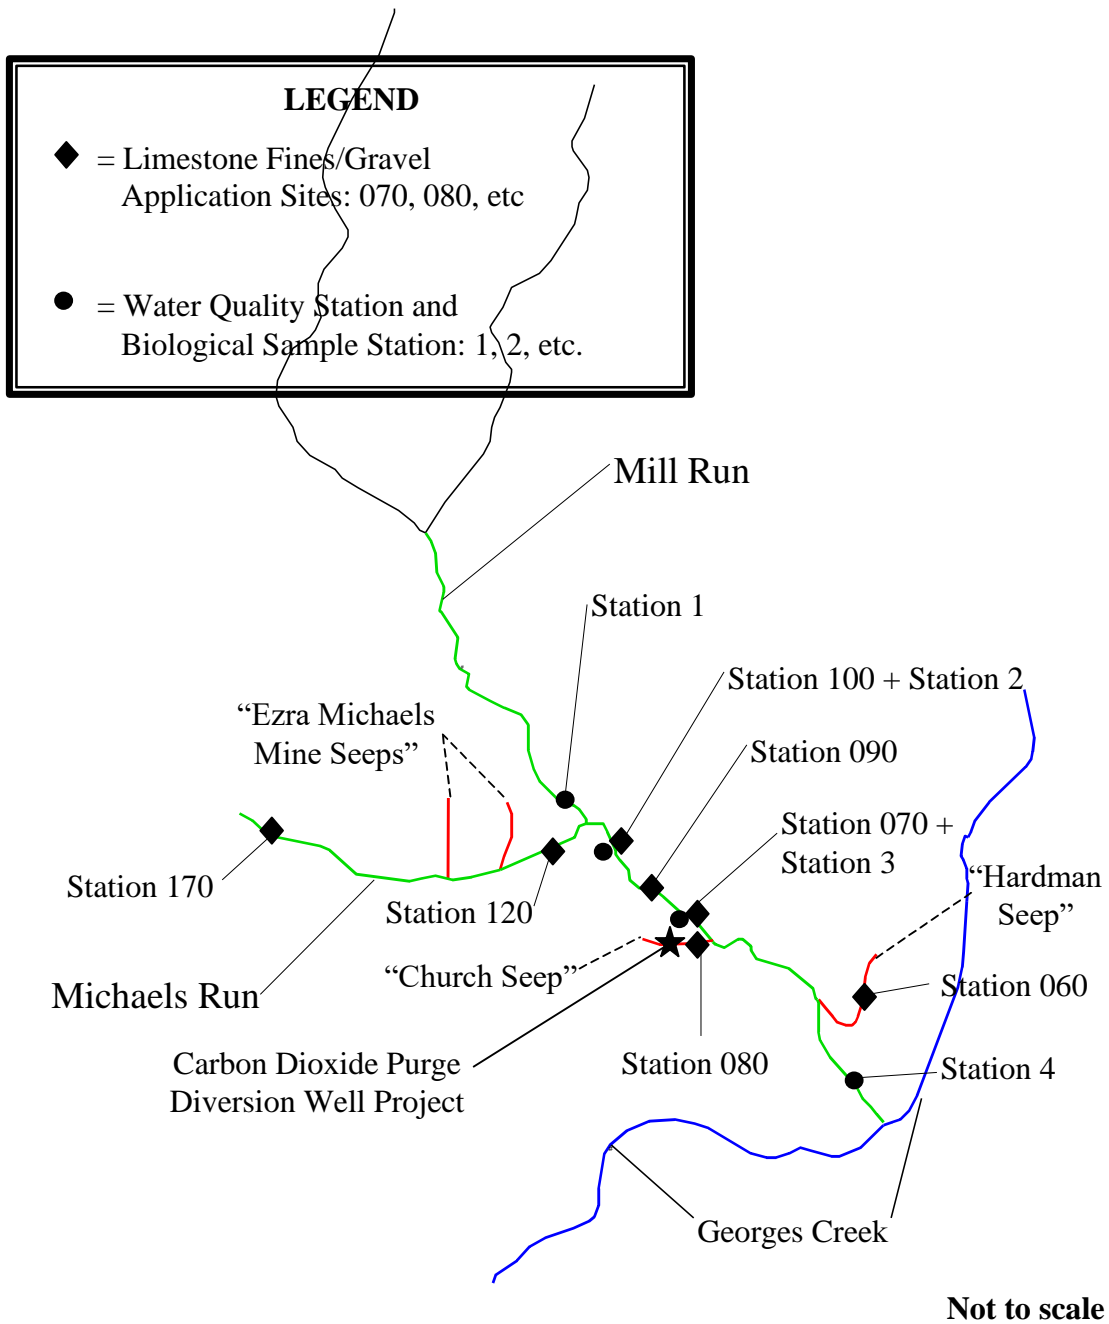 LEGEND
= Limestone Fines/Gravel
Application Sites: 070, 080, etc
= Water Quality Station and
Biological Sample Station: 1, 2, etc.
Mill Run
Station 1
Station 100 + Station 2
“Ezra Michaels
Mine Seeps”
Station 090
Station 070 +
Station 3
“Hardman
Seep”
Station 170
Station 120
“Church Seep”
Michaels Run
Station 060
Carbon Dioxide Purge
Diversion Well Project
Station 080
Station 4
Georges Creek
Not to scale